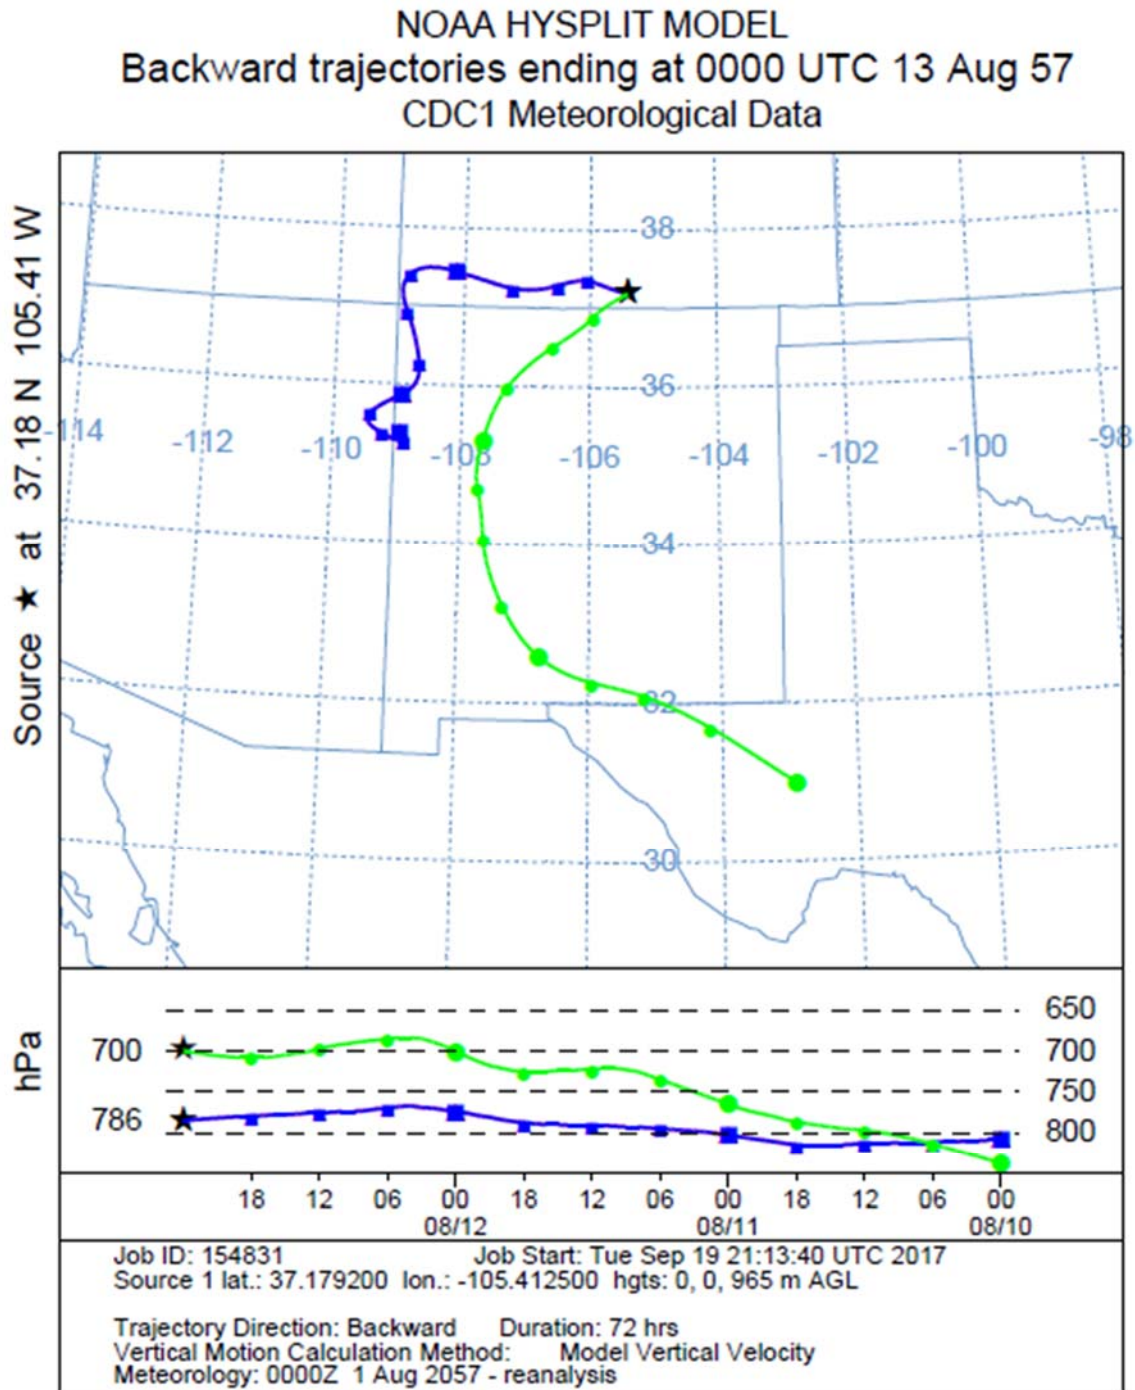 NOAA HYSPLIT MODEL
Backward trajectories ending at 0000 UTC 13 Aug 57
CDC1 Meteorological Data
Source ★ at 37.18 N 105.41 W
38
36
-114 -112 -110 -108 -106 -104 -102 -100 -98
34
32
30
hPa
650
700 700
750
786 800
18 12 06 00 18 12 06 00 18 12 06 00
08/12 08/11 08/10
Job ID: 154831 Job Start: Tue Sep 19 21:13:40 UTC 2017
Source 1 lat.: 37.179200 lon.: -105.412500 hgts: 0, 0, 965 m AGL
Trajectory Direction: Backward Duration: 72 hrs
Vertical Motion Calculation Method: Model Vertical Velocity
Meteorology: 0000Z 1 Aug 2057 - reanalysis